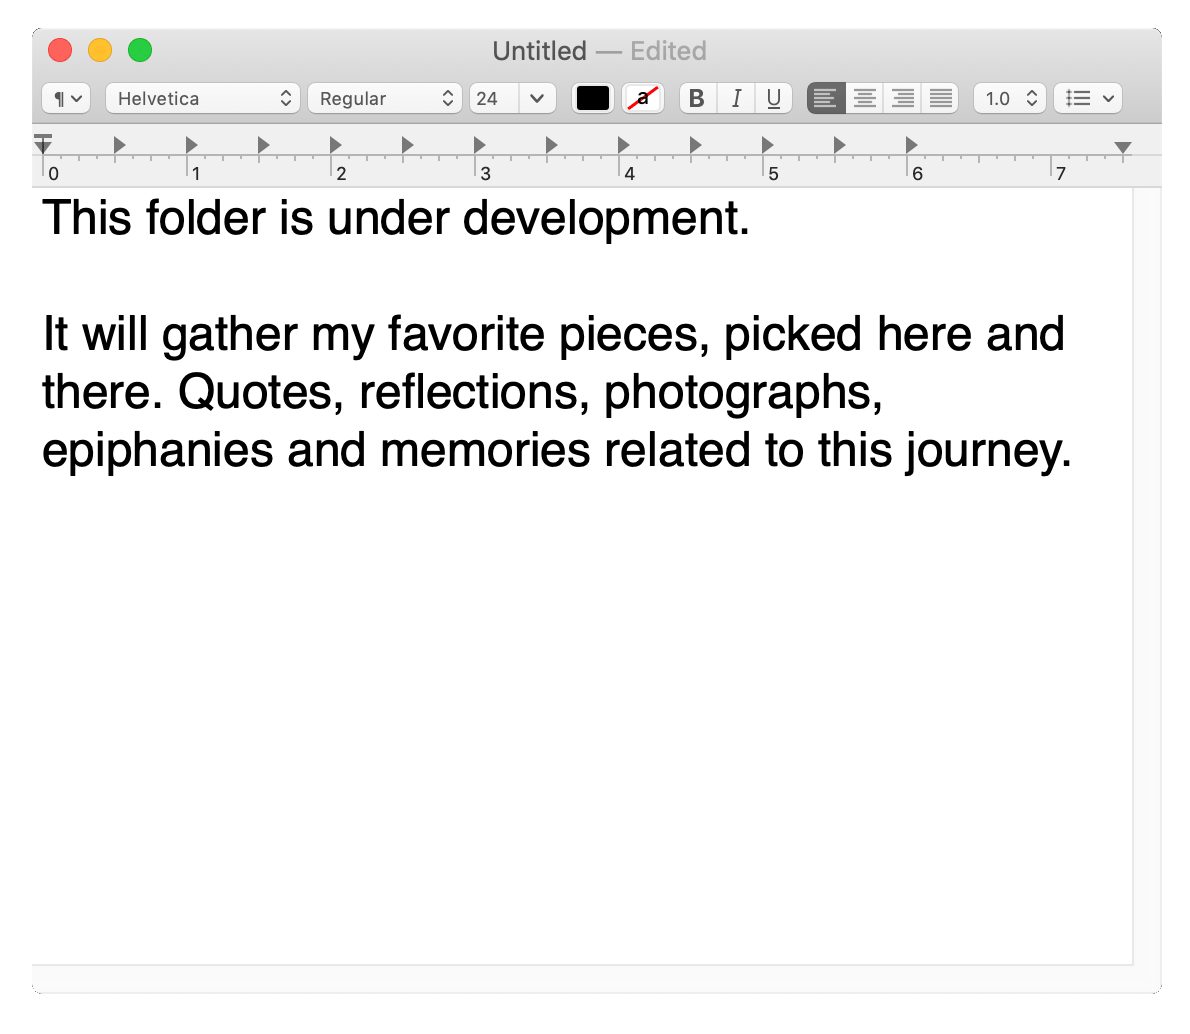 Untitled — Edited
¶ Helvetica Regular 24 a B I U 1.0
0 1 2 3 4 5 6 7
This folder is under development.
It will gather my favorite pieces, picked here and
there. Quotes, reflections, photographs,
epiphanies and memories related to this journey.